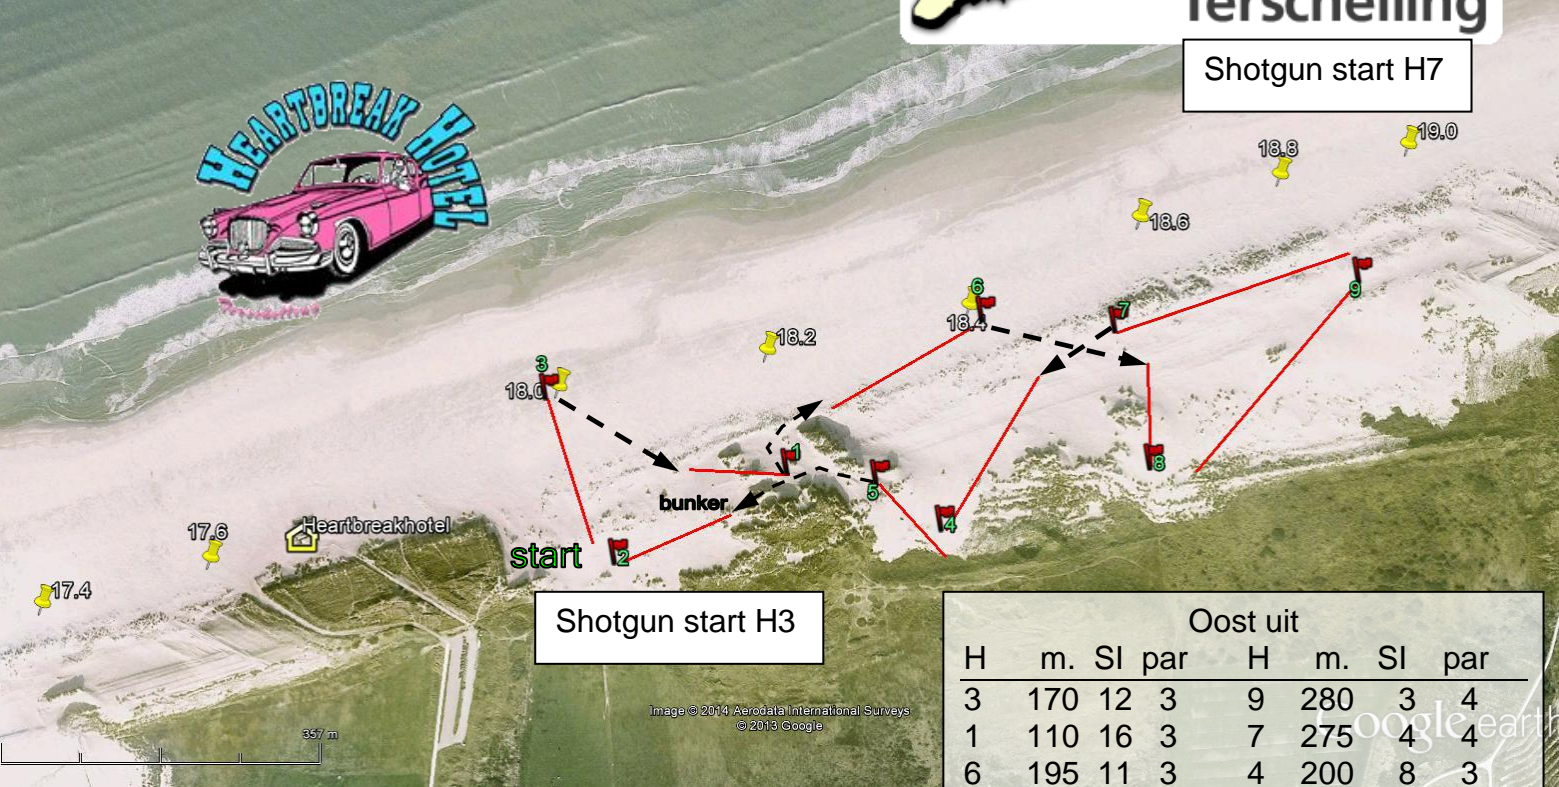 Terschelling
Shotgun start H7
HEARTBREAK HOTEL
19.0
18.8
18.6
6
18.4
7
9
18.2
3
18.0
1
8
5
bunker
4
17.6
Heartbreakhotel
start
2
17.4
Shotgun start H3
Oost uit
H m. SI par H m. SI par
3 170 12 3 9 280 3 4
1 110 16 3 7 275 4 4
6 195 11 3 4 200 8 3
Image © 2014 Aerodata International Surveys
© 2013 Google
357 m
Google earth